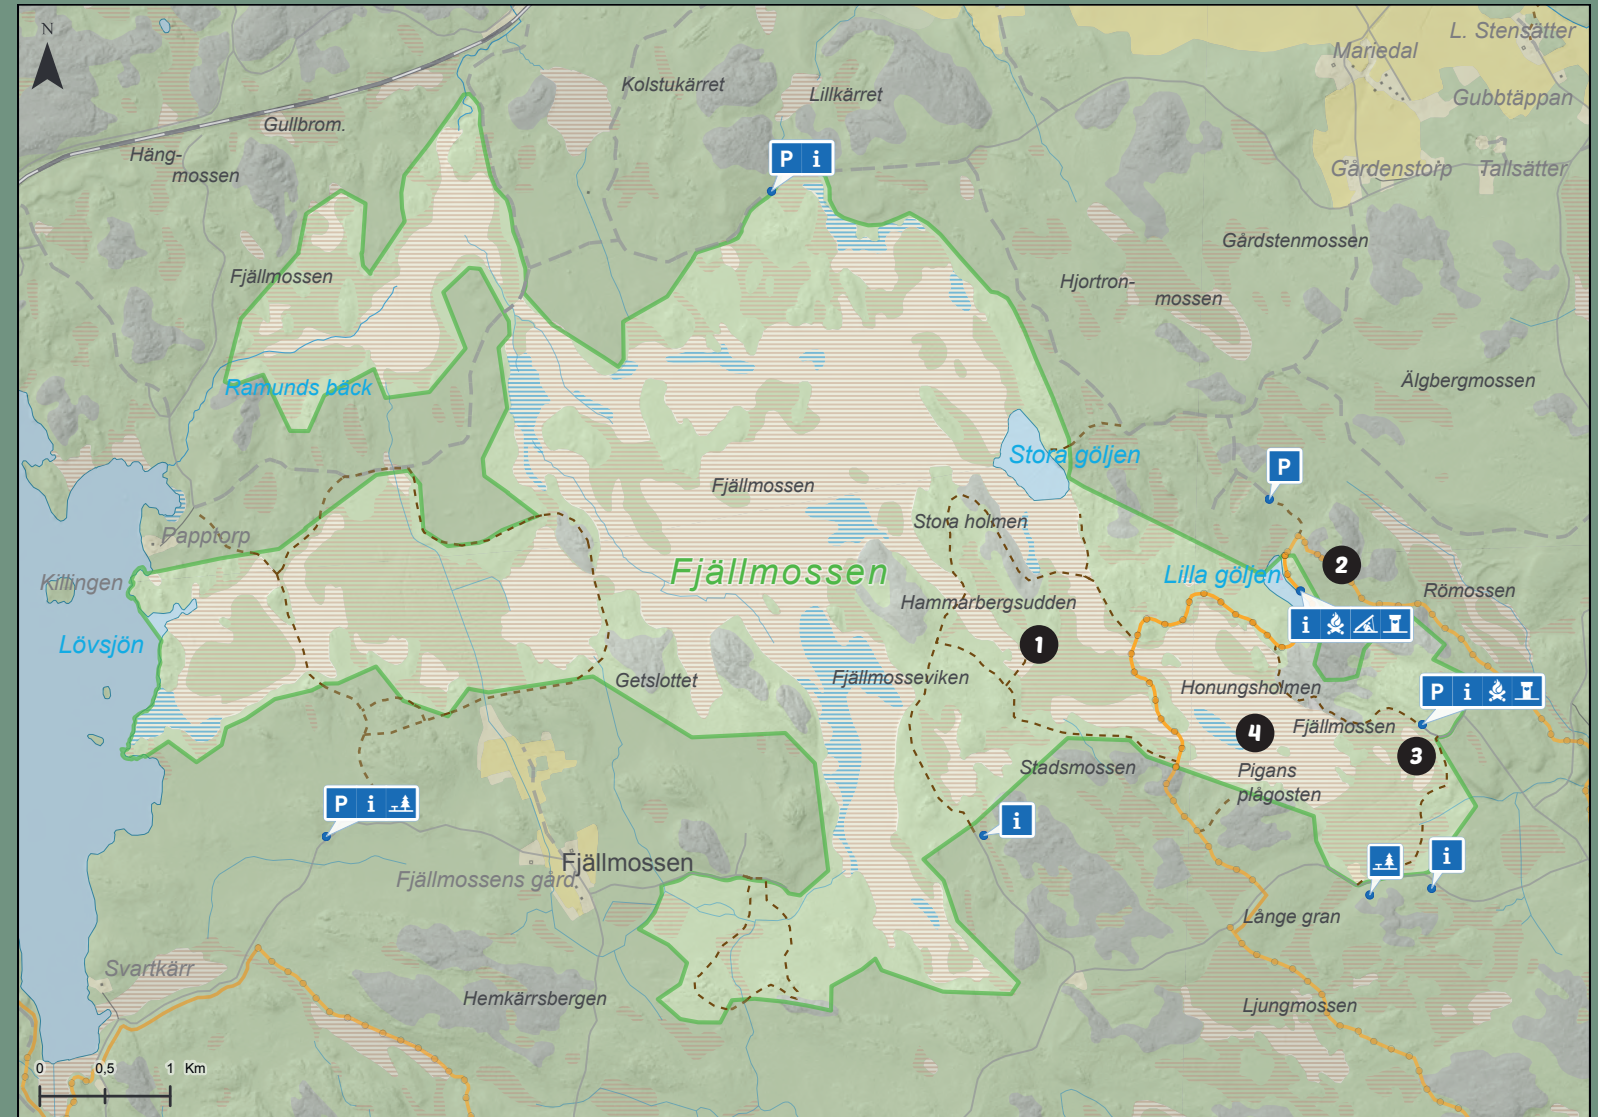 N
L. Stensätter
Mariedal
Kolstukärret
Lillkärret
Gubbtäppan
Gullbrom.
Häng-
mossen
P i
Gårdenstorp
Tallsätter
Gårdstenmossen
Fjällmossen
Hjortron-
mossen
Ramunds bäck
Älgbergmossen
Stora göljen
P
Fjällmossen
Stora holmen
Papptorp
Fjällmossen
2
Killingen
Lilla göljen
Römossen
Hammarbergsudden
i
Lövsjön
1
Getslottet
Fjällmosseviken
Honungsholmen
P i
4
Fjällmossen
3
Stadsmossen
Pigans
plågosten
P i
i
i
Fjällmossen
Fjällmossens gård
Långe gran
Svartkärr
Hemkärrsbergen
Ljungmossen
0 0,5 1 Km